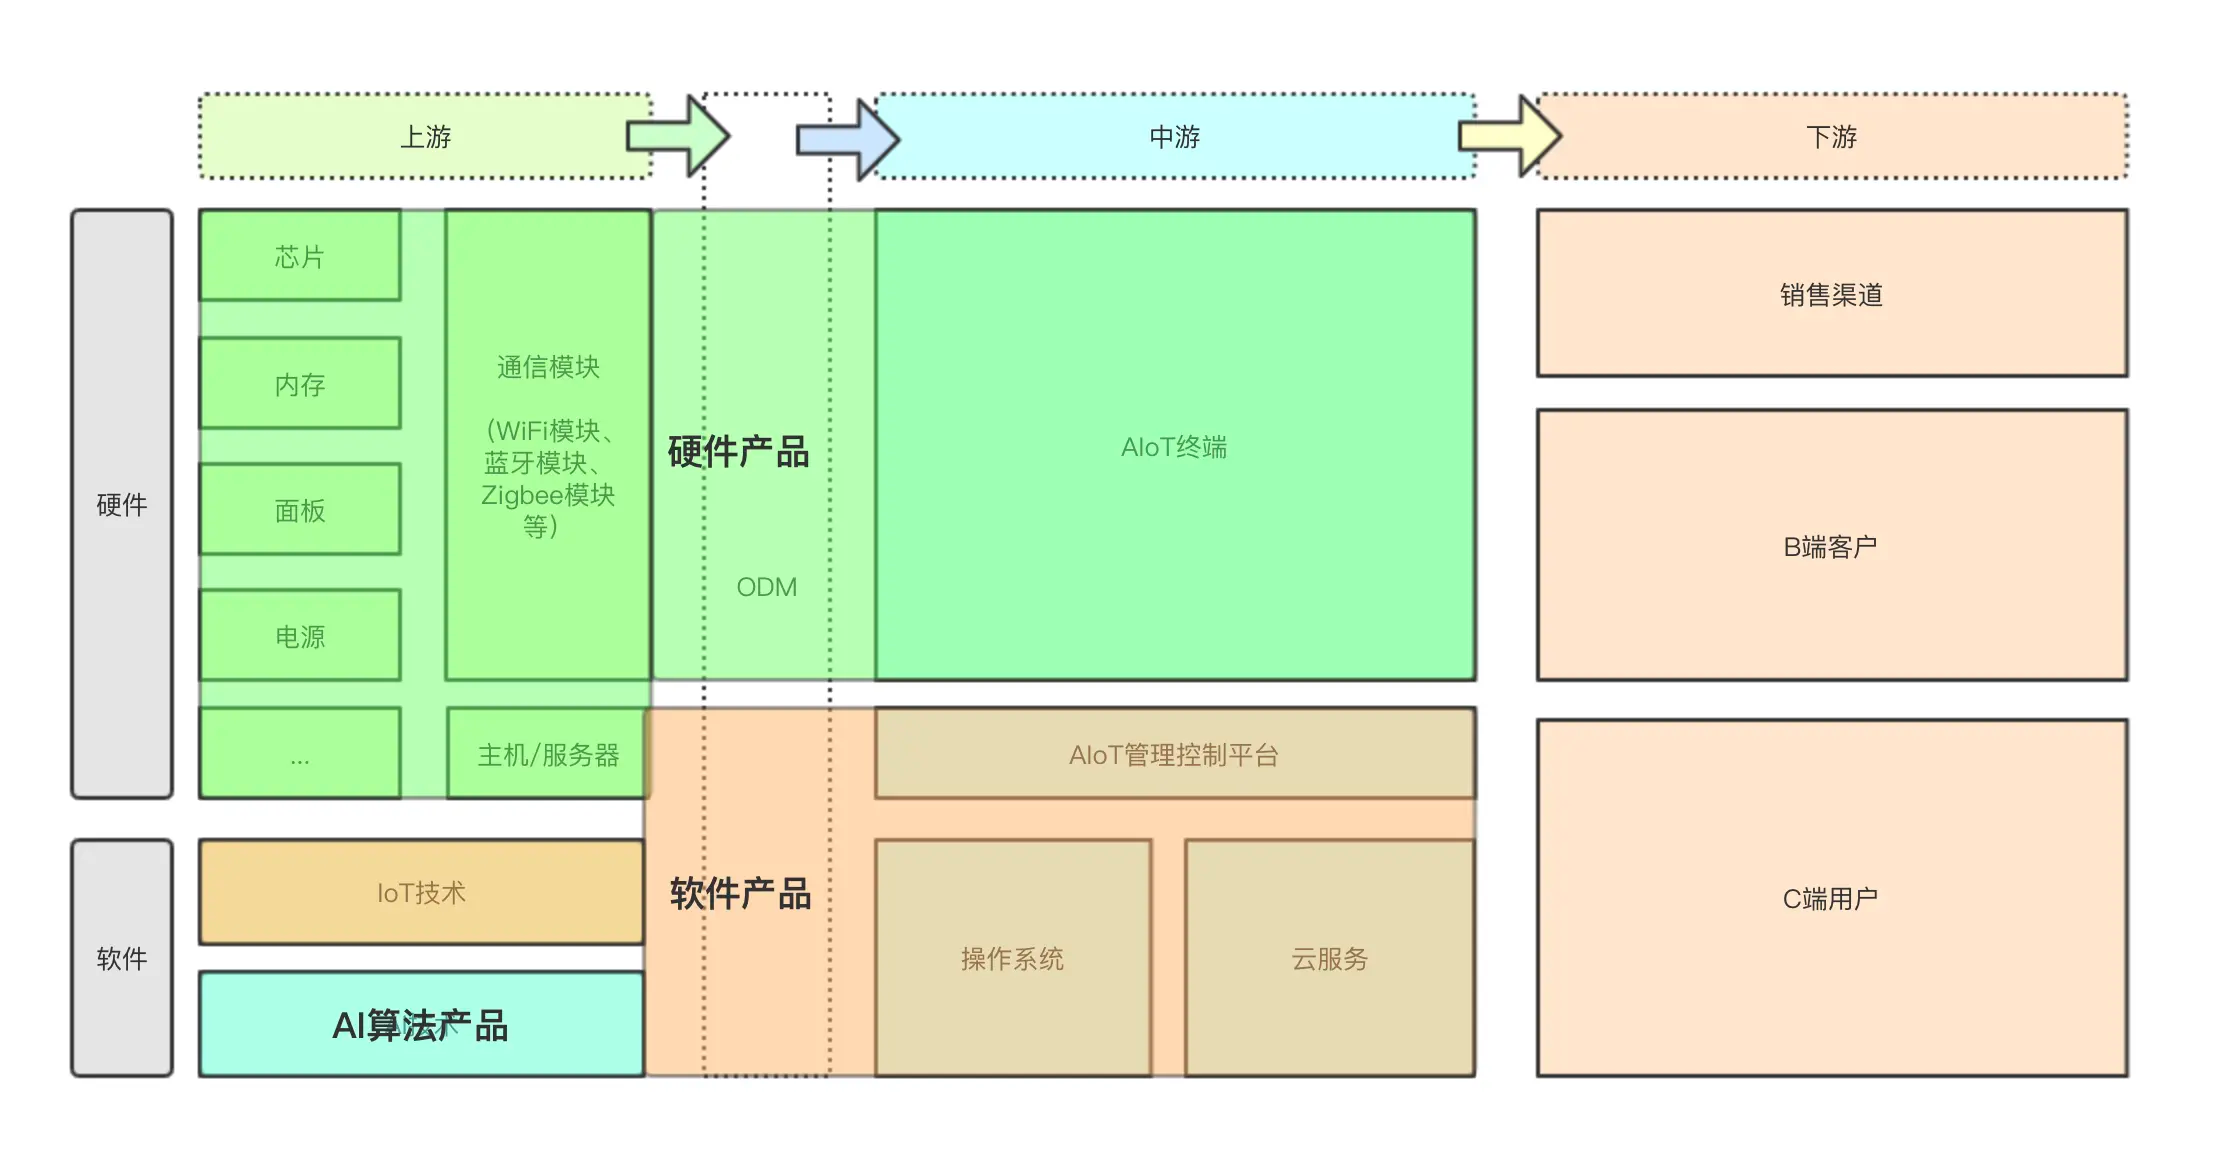 上游
中游
下游
硬件
芯片
内存
面板
电源
...
通信模块
（WiFi模块、
蓝牙模块、
Zigbee模块
等）
主机/服务器
硬件产品
ODM
AIoT终端
AIoT管理控制平台
销售渠道
B端客户
C端用户
软件
IoT技术
AI算法产品
软件产品
操作系统
云服务